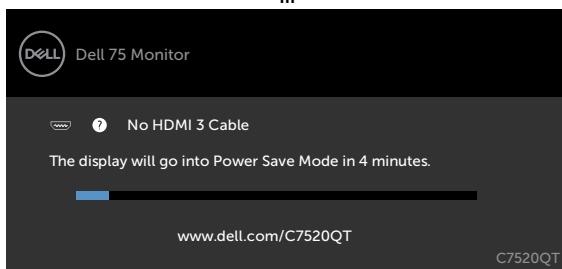 DELL
Dell 75 Monitor
? No HDMI 3 Cable
The display will go into Power Save Mode in 4 minutes.
www.dell.com/C7520QT
C7520QT